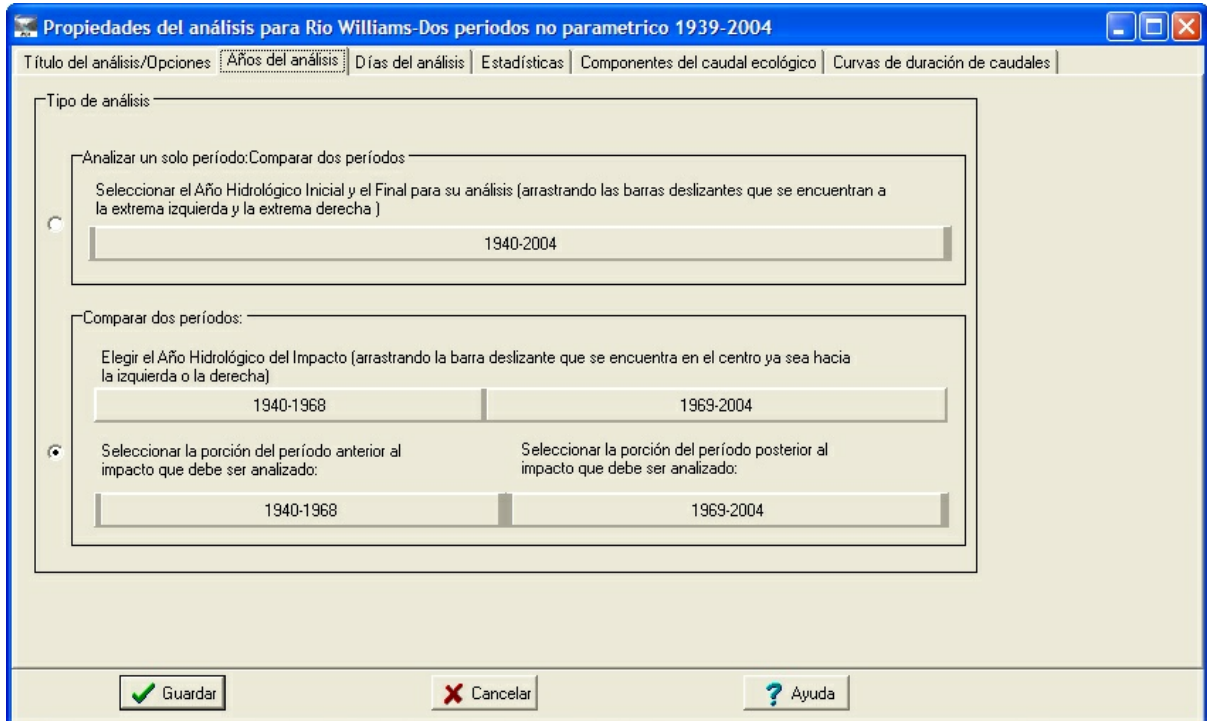 Propiedades del análisis para Rio Williams-Dos periodos no parametrico 1939-2004
Título del análisis/Opciones Años del análisis Días del análisis Estadísticas Componentes del caudal ecológico Curvas de duración de caudales
Tipo de análisis
Analizar un solo período:Comparar dos períodos
Seleccionar el Año Hidrológico Inicial y el Final para su análisis (arrastrando las barras deslizantes que se encuentran a
la extrema izquierda y la extrema derecha )
1940-2004
Comparar dos períodos:
Elegir el Año Hidrológico del Impacto (arrastrando la barra deslizante que se encuentra en el centro ya sea hacia
la izquierda o la derecha)
1940-1968 1969-2004
Seleccionar la porción del período anterior al
impacto que debe ser analizado:
Seleccionar la porción del período posterior al
impacto que debe ser analizado:
1940-1968 1969-2004
Guardar Cancelar Ayuda